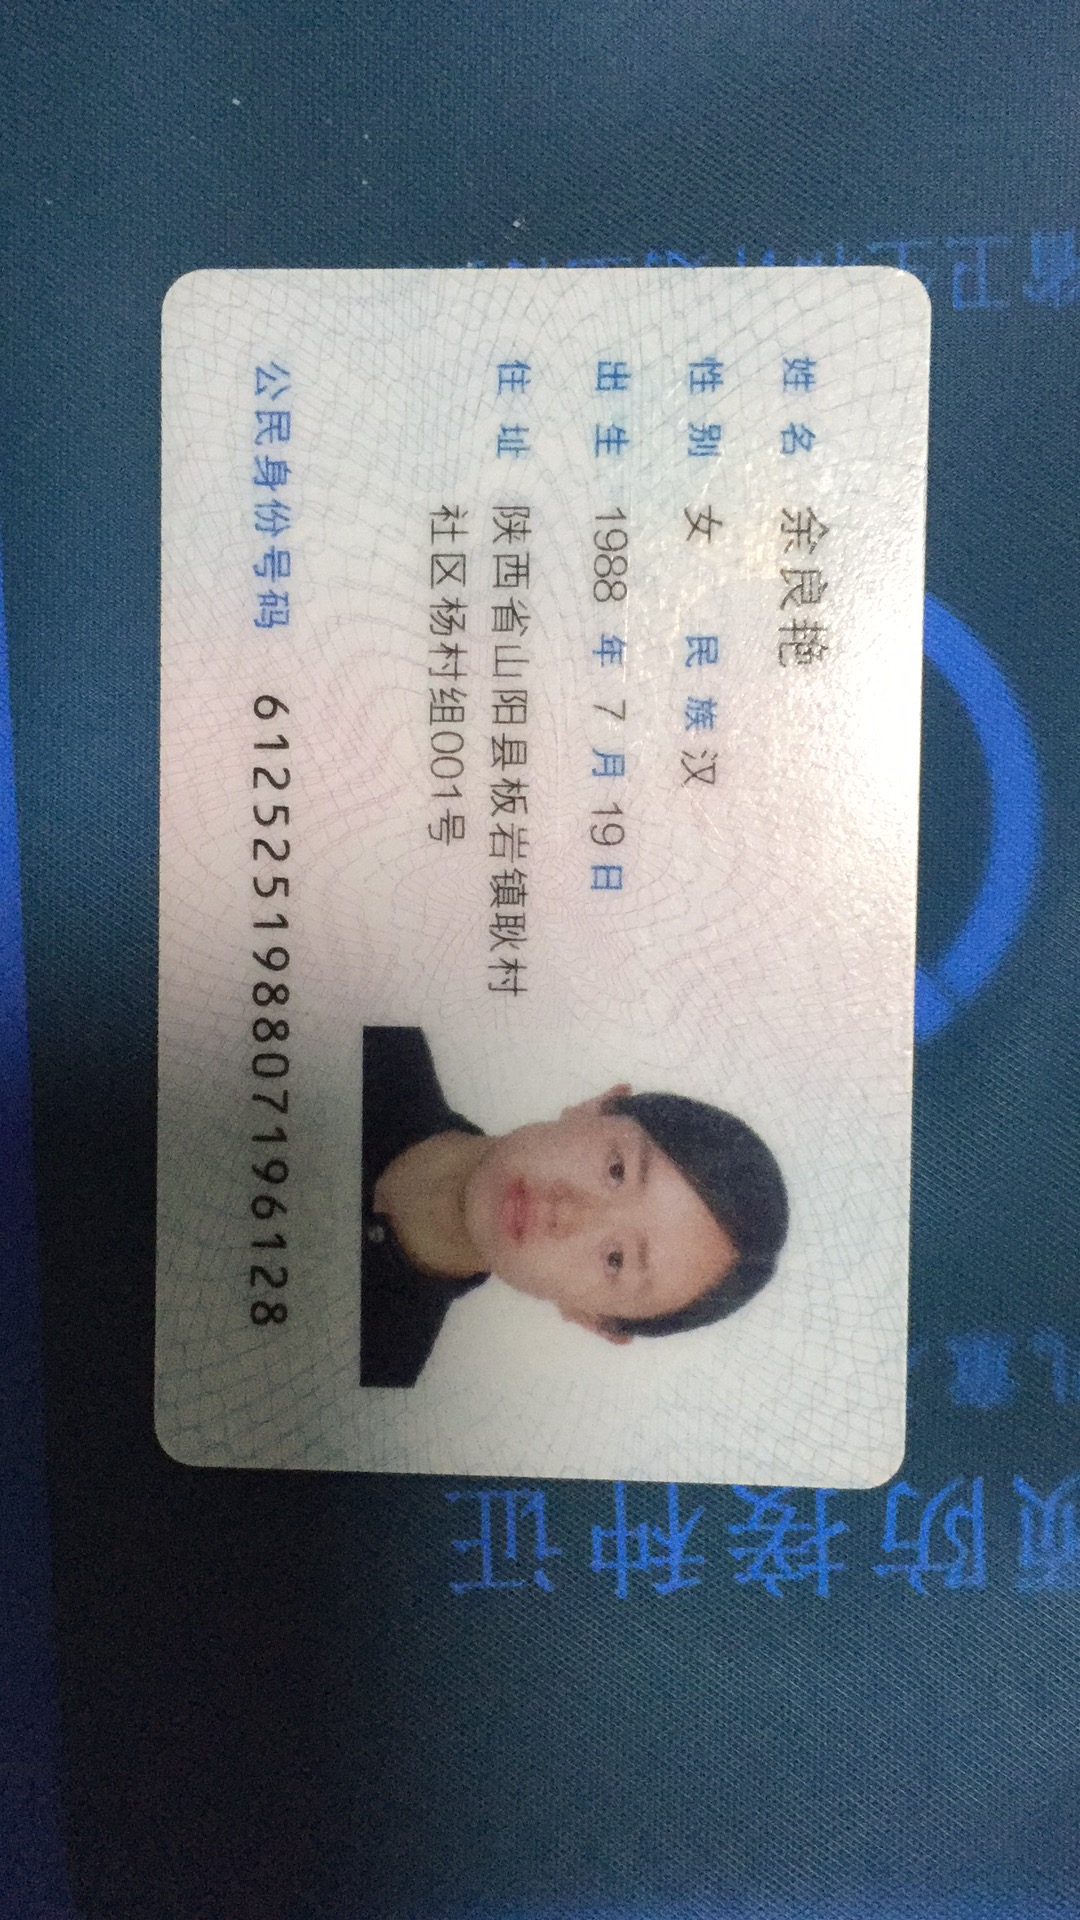 姓名 余良艳
性别 女 民族 汉
出生 1988 年 7 月 19 日
住址 陕西省山阳县板岩镇耿村
社区杨村组001号
公民身份号码 612525198807196128
预防接种证